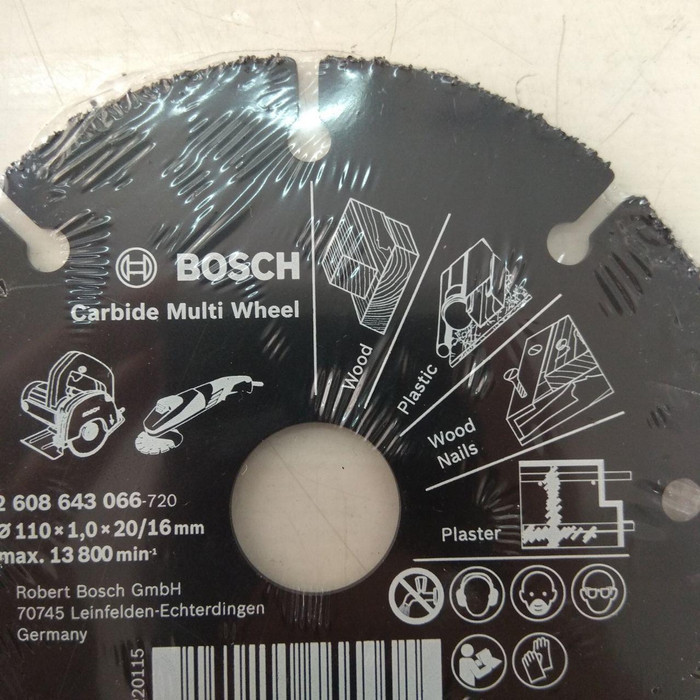 BOSCH
Carbide Multi Wheel
Wood
Plastic
Wood
Nails
Plaster
2 608 643 066-720
Ø 110 × 1,0 × 20/16 mm
max. 13 800 min⁻¹
Robert Bosch GmbH
70745 Leinfelden-Echterdingen
Germany
20115